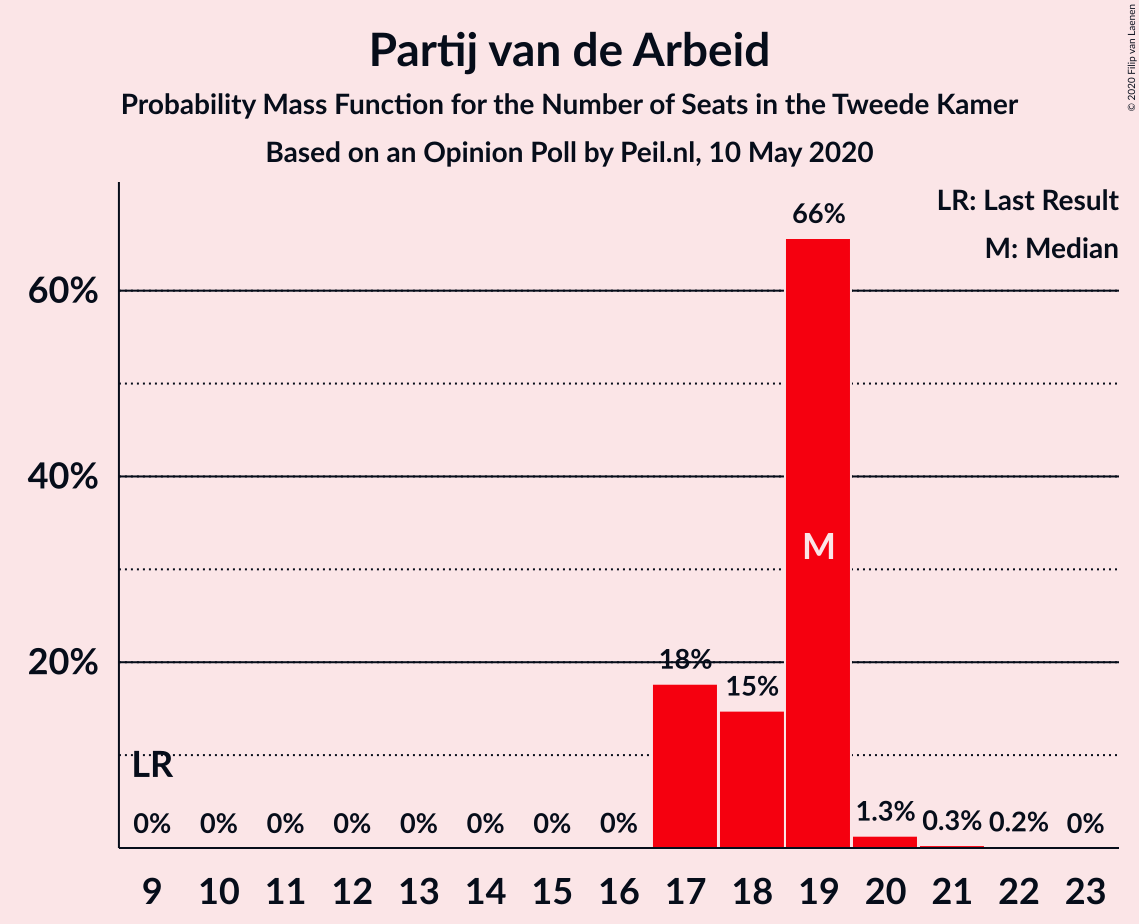 Partij van de Arbeid
Probability Mass Function for the Number of Seats in the Tweede Kamer
Based on an Opinion Poll by Peil.nl, 10 May 2020
© 2020 Filip van Laenen
LR: Last Result
M: Median
60%
40%
20%
66%
M
18%
15%
LR
0% 0% 0% 0% 0% 0% 0% 0% 1.3% 0.3% 0.2% 0%
9 10 11 12 13 14 15 16 17 18 19 20 21 22 23